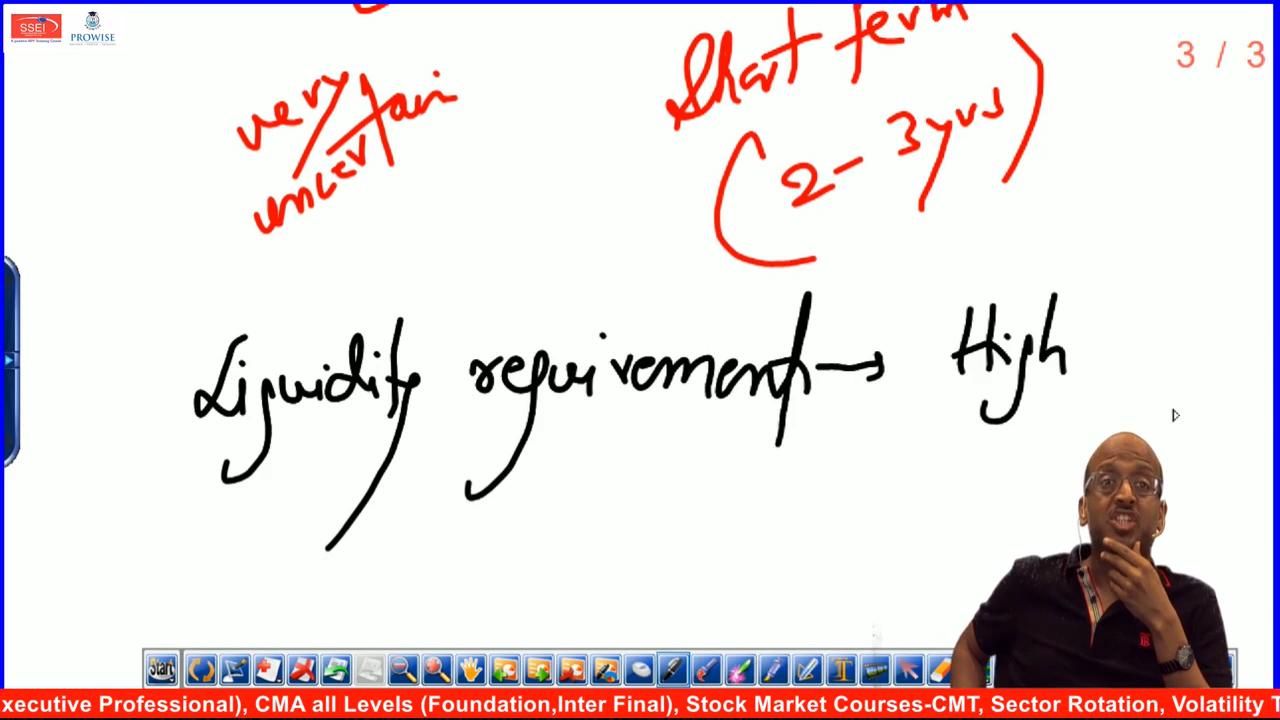 SSEI
PROWISE
3 / 3
very
uncertain
Short term
(2 - 3 yrs)
Liquidity requirement → High
Start
T
xecutive Professional), CMA all Levels (Foundation,Inter Final), Stock Market Courses-CMT, Sector Rotation, Volatility T